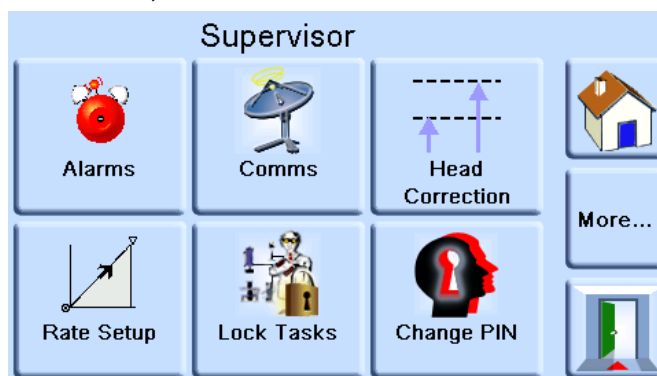 Supervisor
Alarms
Comms
Head
Correction
More...
Rate Setup
Lock Tasks
Change PIN